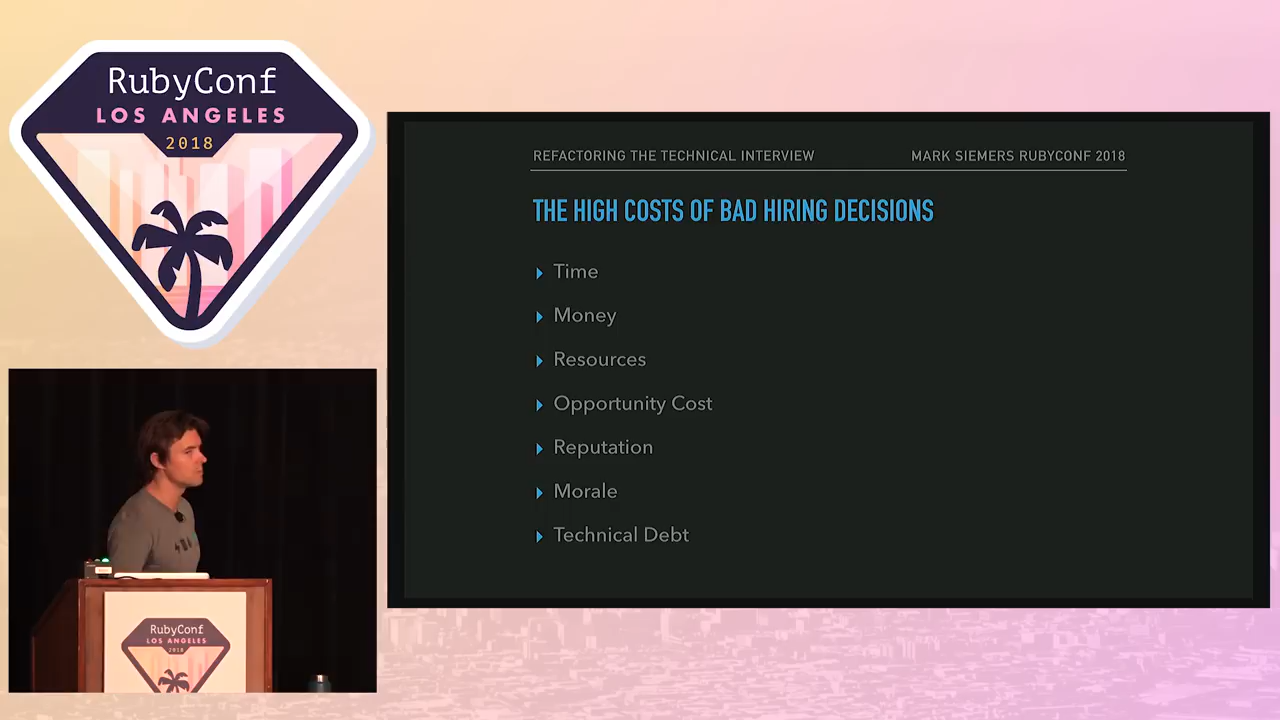 RubyConf
LOS ANGELES
2018
REFACTORING THE TECHNICAL INTERVIEW
MARK SIEMERS RUBYCONF 2018
THE HIGH COSTS OF BAD HIRING DECISIONS
Time
Money
Resources
Opportunity Cost
Reputation
Morale
Technical Debt
RubyConf
LOS ANGELES
2018